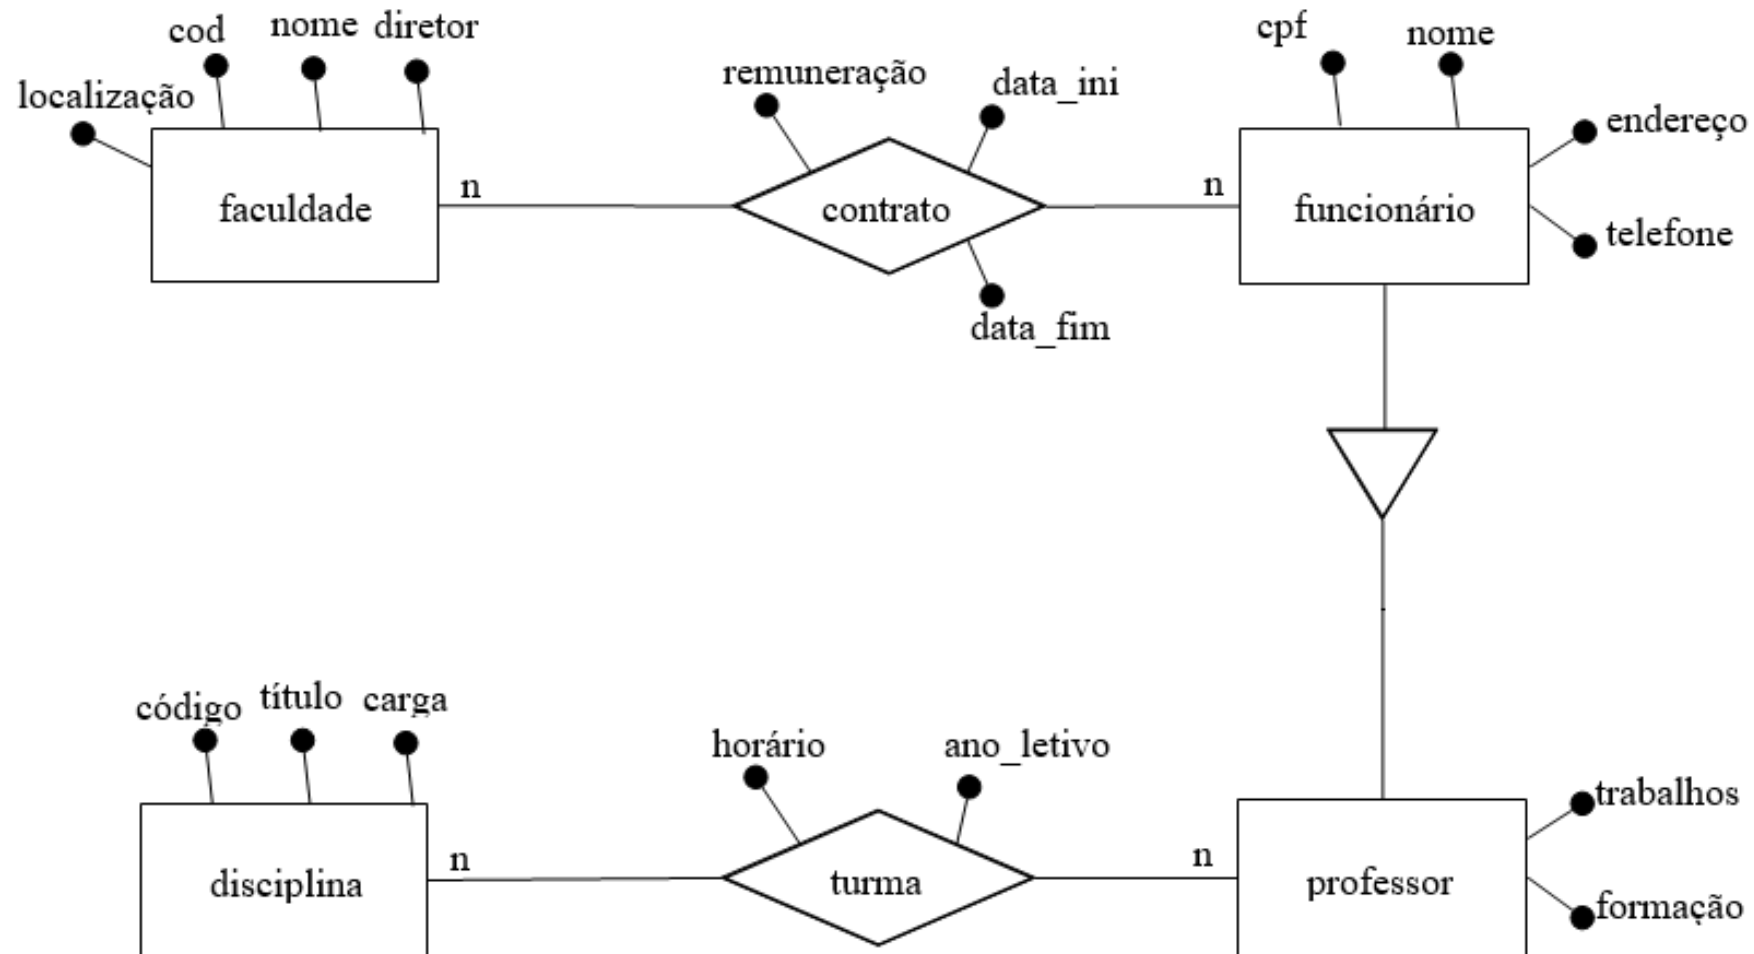 cod
nome
diretor
localização
faculdade
n
remuneração
data_ini
contrato
data_fim
n
cpf
nome
endereço
funcionário
telefone
código
título
carga
disciplina
n
horário
ano_letivo
turma
n
trabalhos
professor
formação